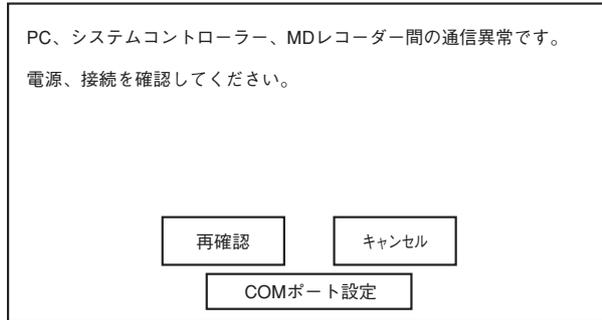 PC、システムコントローラー、MDレコーダー間の通信異常です。
電源、接続を確認してください。
再確認
キャンセル
COMポート設定